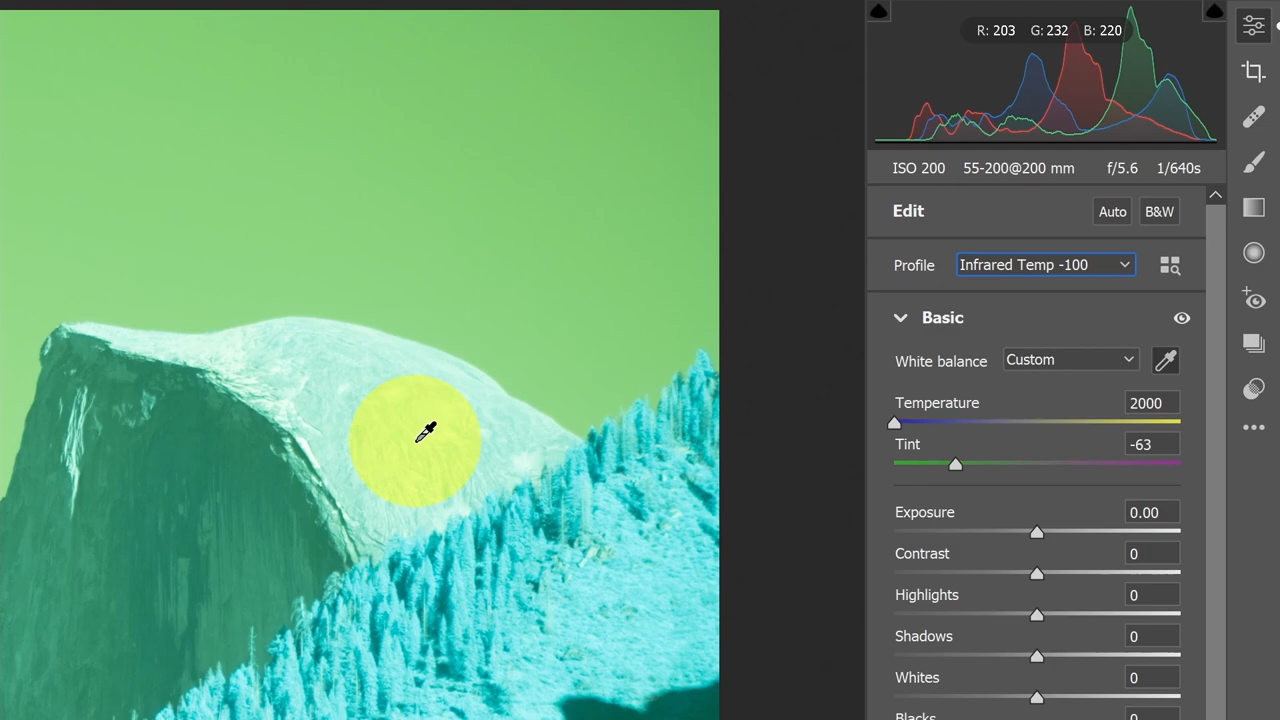 R: 203 G: 232 B: 220
ISO 200 55-200@200 mm f/5.6 1/640s
Edit Auto B&W
Profile Infrared Temp -100
Basic
White balance Custom
Temperature 2000
Tint -63
Exposure 0.00
Contrast 0
Highlights 0
Shadows 0
Whites 0
Blacks 0